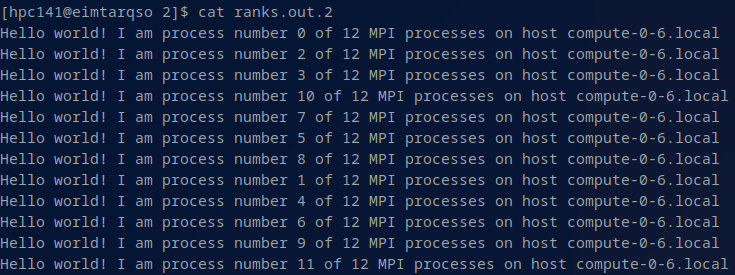 [hpc141@eimtarqso 2]$ cat ranks.out.2
Hello world! I am process number 0 of 12 MPI processes on host compute-0-6.local
Hello world! I am process number 2 of 12 MPI processes on host compute-0-6.local
Hello world! I am process number 3 of 12 MPI processes on host compute-0-6.local
Hello world! I am process number 10 of 12 MPI processes on host compute-0-6.local
Hello world! I am process number 7 of 12 MPI processes on host compute-0-6.local
Hello world! I am process number 5 of 12 MPI processes on host compute-0-6.local
Hello world! I am process number 8 of 12 MPI processes on host compute-0-6.local
Hello world! I am process number 1 of 12 MPI processes on host compute-0-6.local
Hello world! I am process number 4 of 12 MPI processes on host compute-0-6.local
Hello world! I am process number 6 of 12 MPI processes on host compute-0-6.local
Hello world! I am process number 9 of 12 MPI processes on host compute-0-6.local
Hello world! I am process number 11 of 12 MPI processes on host compute-0-6.local